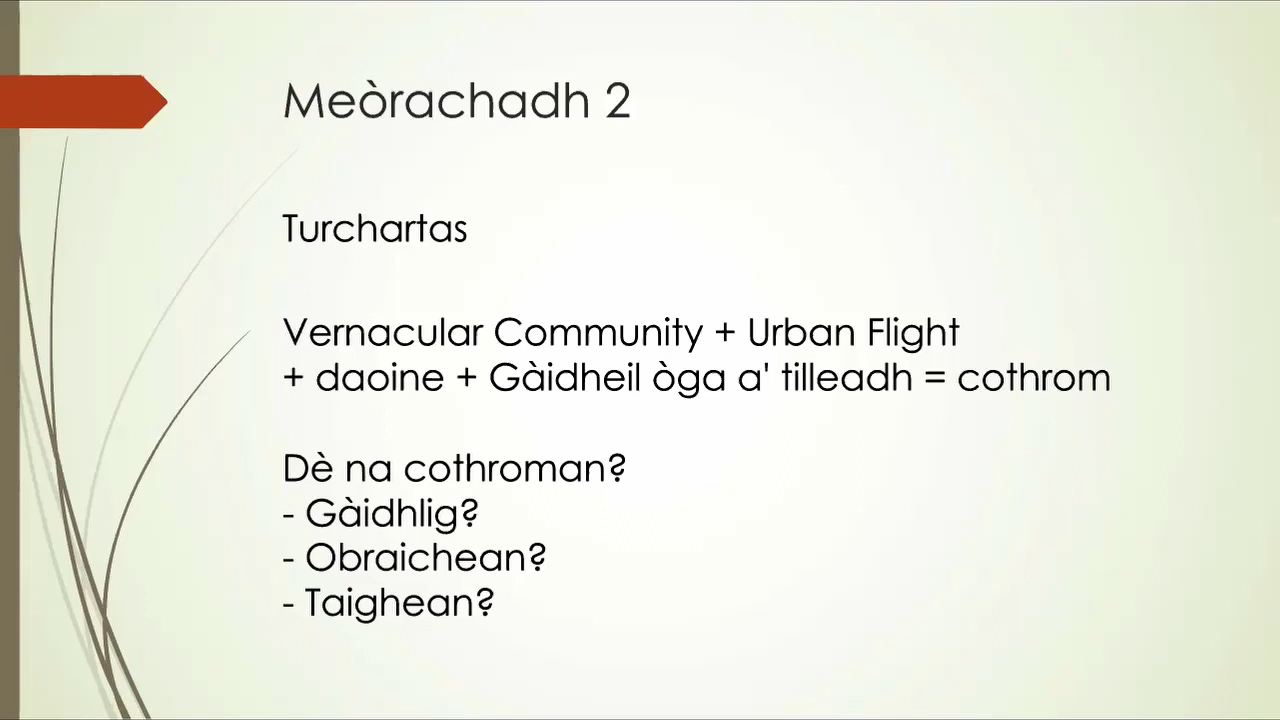 Meòrachadh 2
Turchartas
Vernacular Community + Urban Flight
+ daoine + Gàidheil òga a' tilleadh = cothrom
Dè na cothroman?
- Gàidhlig?
- Obraichean?
- Taighean?